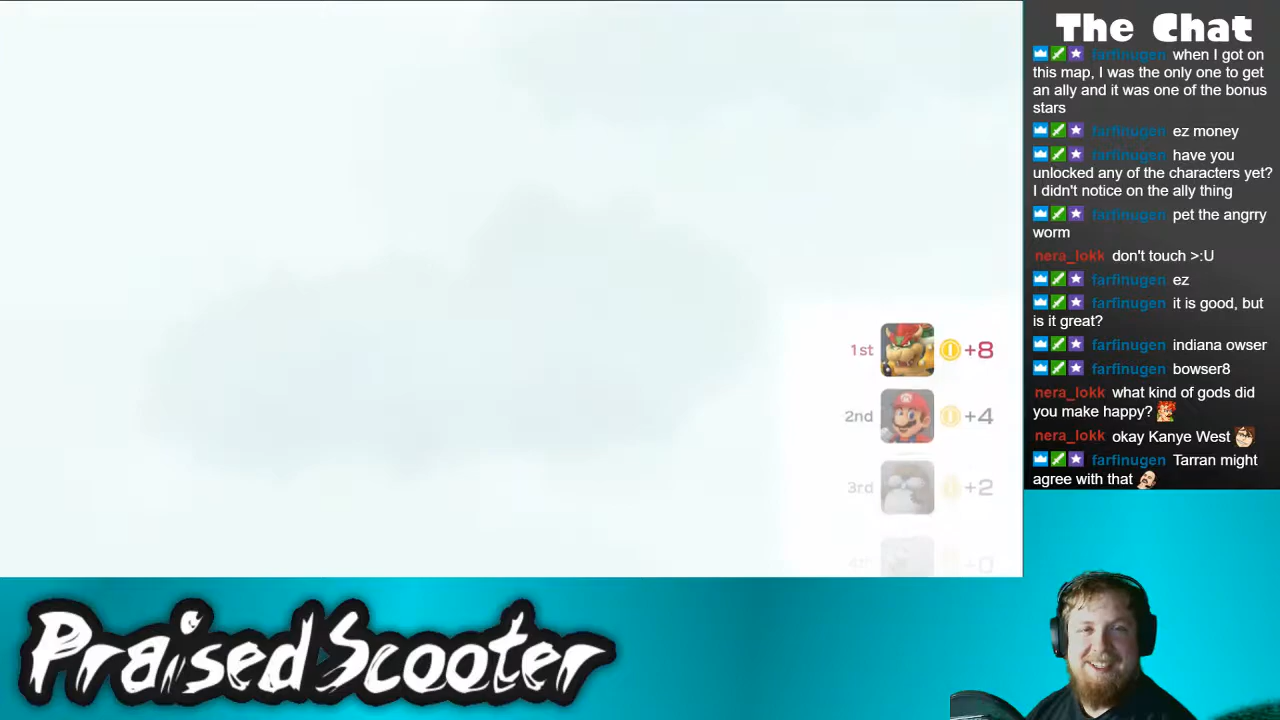 The Chat
farfinugen when I got on
this map, I was the only one to get
an ally and it was one of the bonus
stars
farfinugen ez money
farfinugen have you
unlocked any of the characters yet?
I didn't notice on the ally thing
farfinugen pet the angrry
worm
nera_lokk don't touch >:U
farfinugen ez
farfinugen it is good, but
is it great?
farfinugen indiana owser
farfinugen bowser8
nera_lokk what kind of gods did
you make happy?
nera_lokk okay Kanye West
farfinugen Tarran might
agree with that
1st +8
2nd +4
3rd +2
4th +0
PraisedScooter